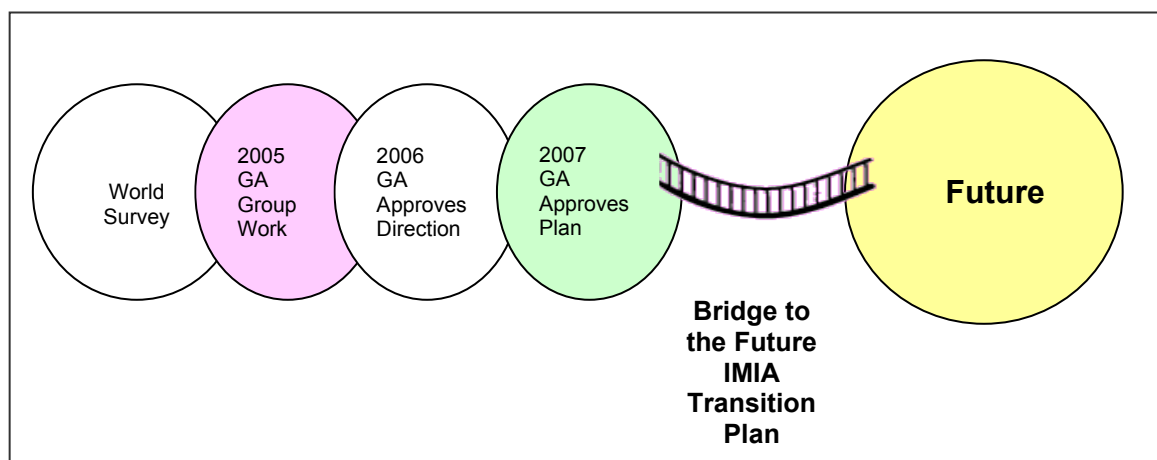 World
Survey
2005
GA
Group
Work
2006
GA
Approves
Direction
2007
GA
Approves
Plan
Future
Bridge to
the Future
IMIA
Transition
Plan